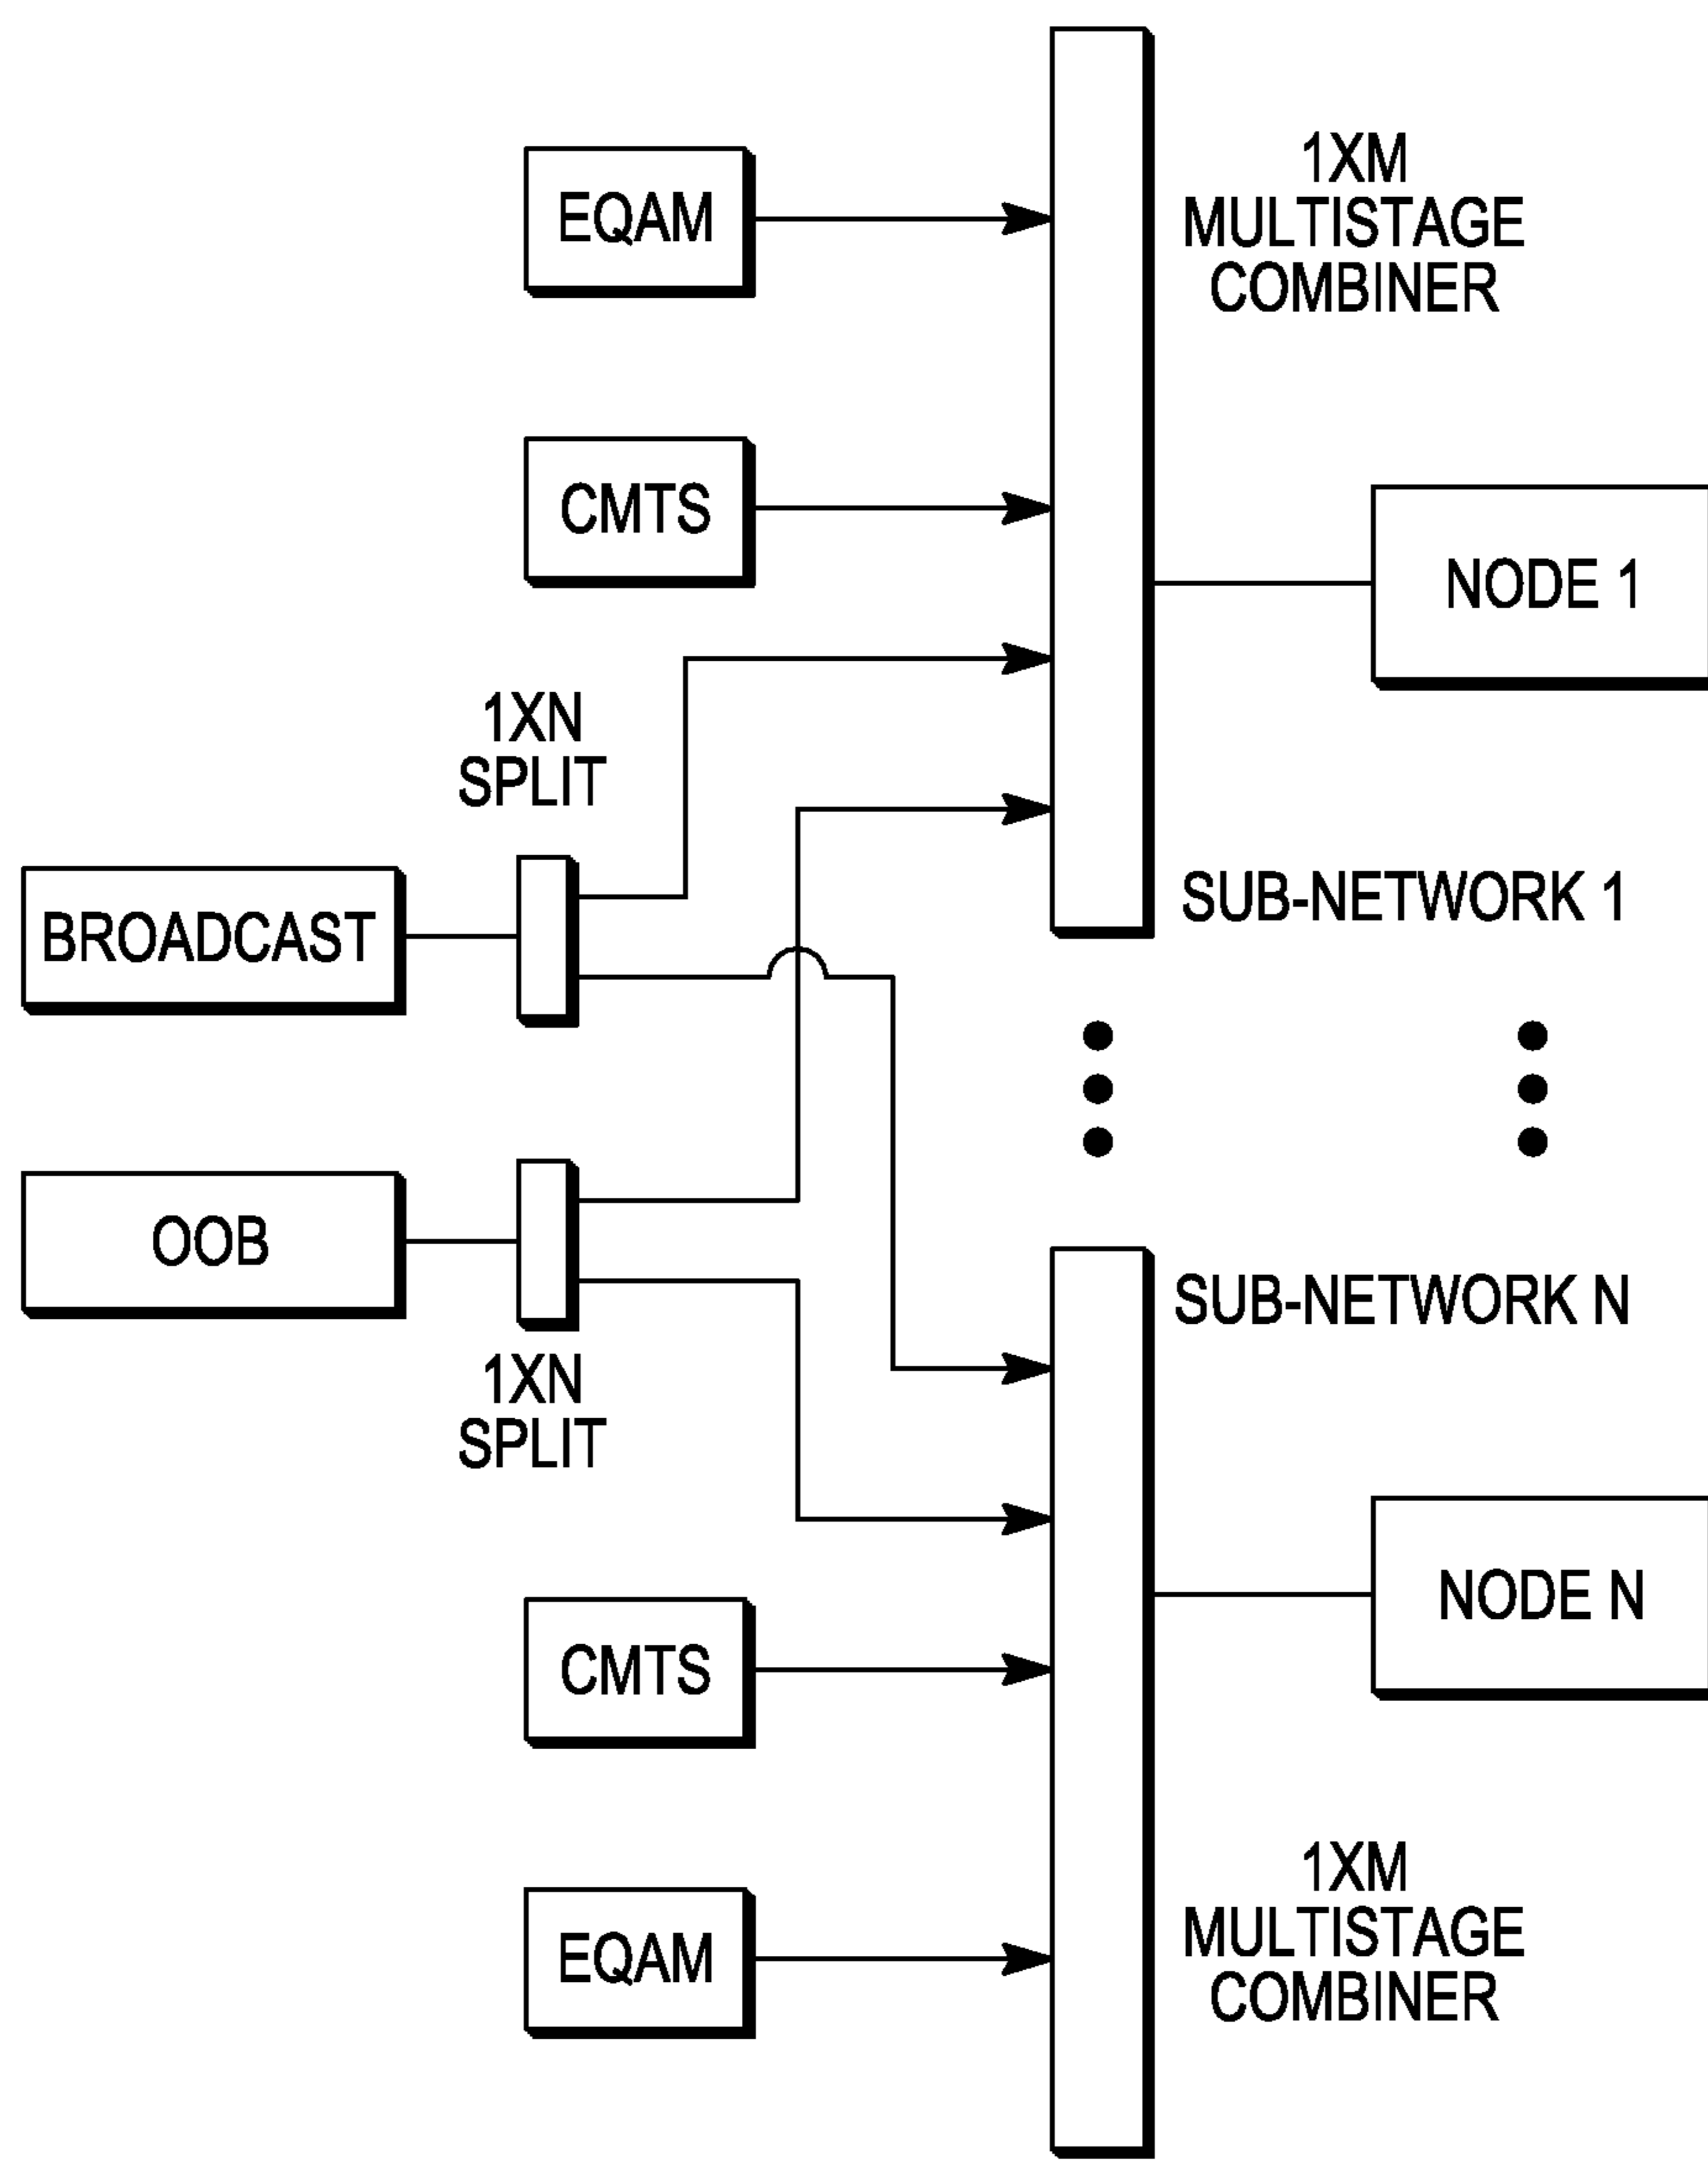 EQAM
1XM
MULTISTAGE
COMBINER
CMTS
NODE 1
1XN
SPLIT
SUB-NETWORK 1
BROADCAST
OOB
SUB-NETWORK N
1XN
SPLIT
NODE N
CMTS
1XM
MULTISTAGE
COMBINER
EQAM